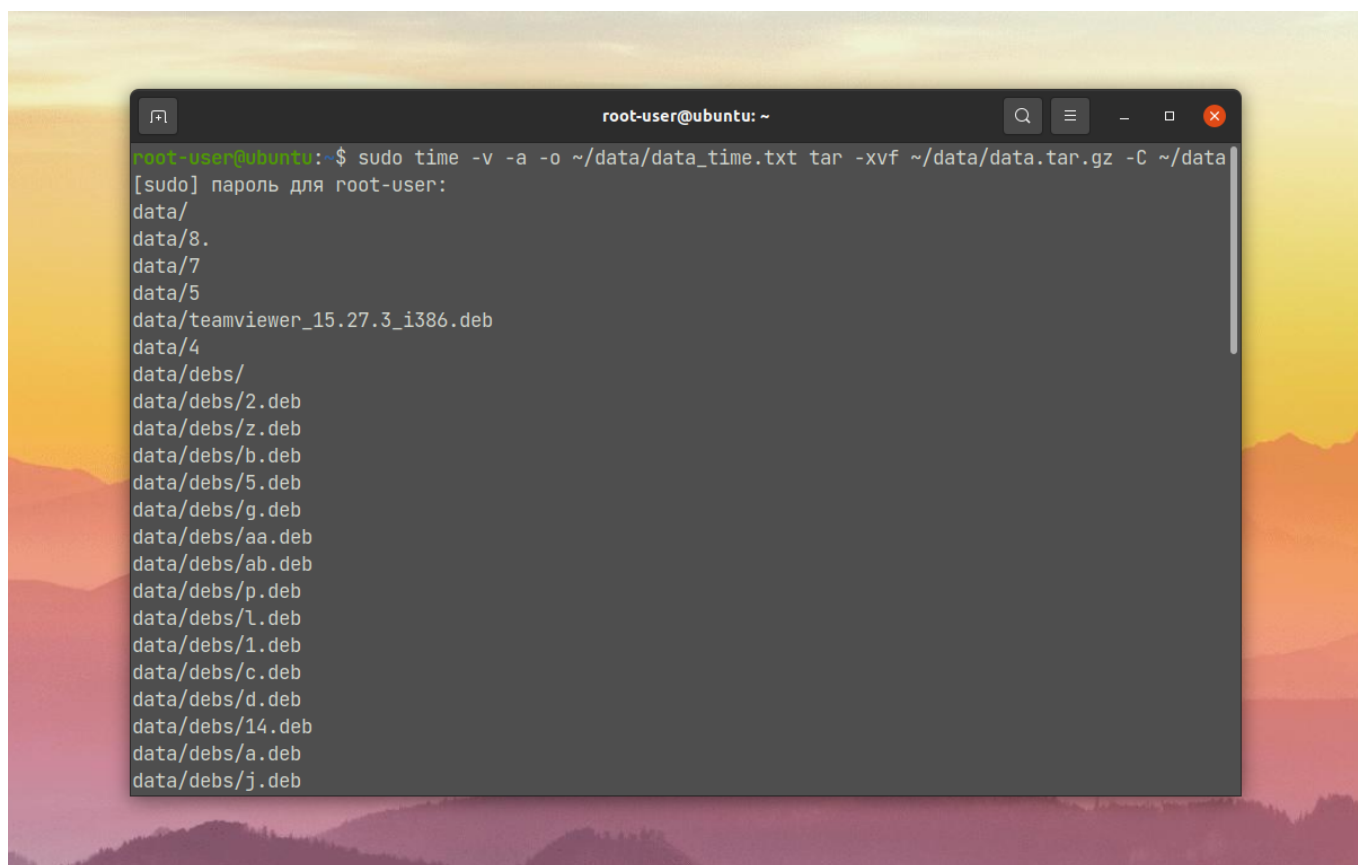 root-user@ubuntu: ~
root-user@ubuntu:~$ sudo time -v -a -o ~/data/data_time.txt tar -xvf ~/data/data.tar.gz -C ~/data
[sudo] пароль для root-user:
data/
data/8.
data/7
data/5
data/teamviewer_15.27.3_i386.deb
data/4
data/debs/
data/debs/2.deb
data/debs/z.deb
data/debs/b.deb
data/debs/5.deb
data/debs/g.deb
data/debs/aa.deb
data/debs/ab.deb
data/debs/p.deb
data/debs/l.deb
data/debs/1.deb
data/debs/c.deb
data/debs/d.deb
data/debs/14.deb
data/debs/a.deb
data/debs/j.deb